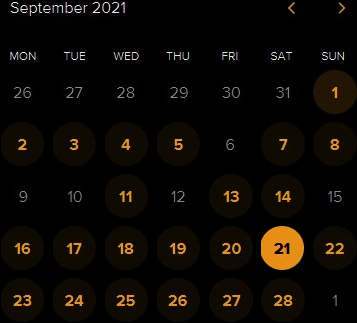 September 2021
MON TUE WED THU FRI SAT SUN
26 27 28 29 30 31 1
2 3 4 5 6 7 8
9 10 11 12 13 14 15
16 17 18 19 20 21 22
23 24 25 26 27 28 1